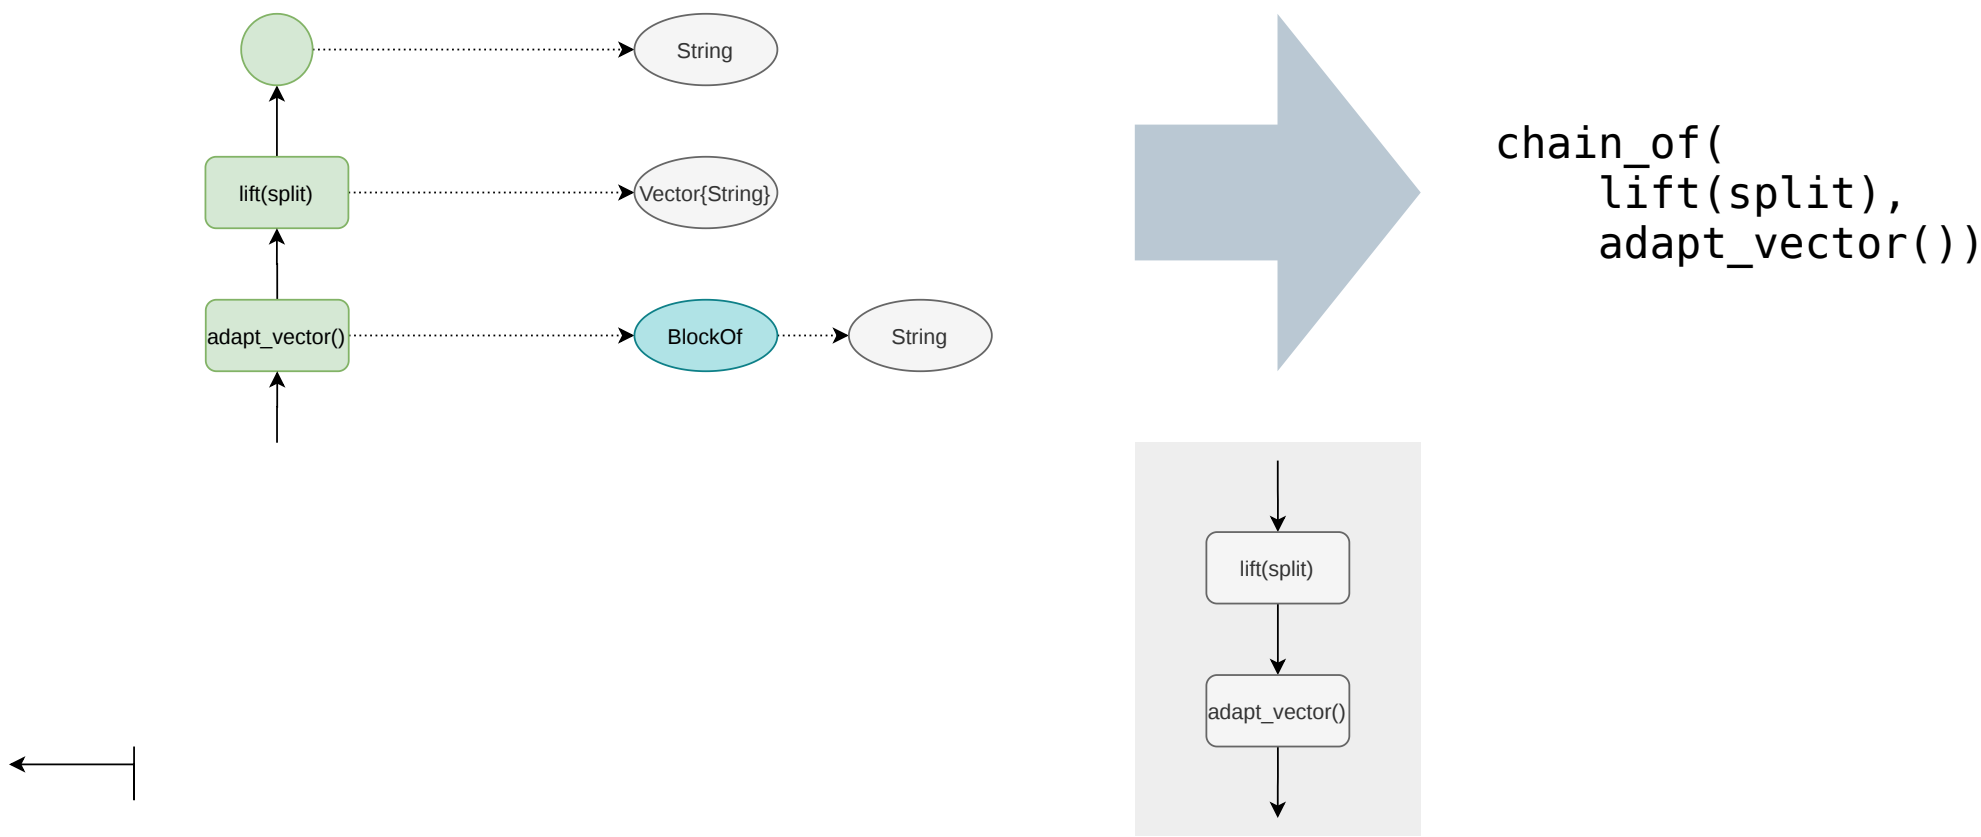 String
lift(split)
Vector{String}
adapt_vector()
BlockOf
String
chain_of(
    lift(split),
    adapt_vector())
lift(split)
adapt_vector()